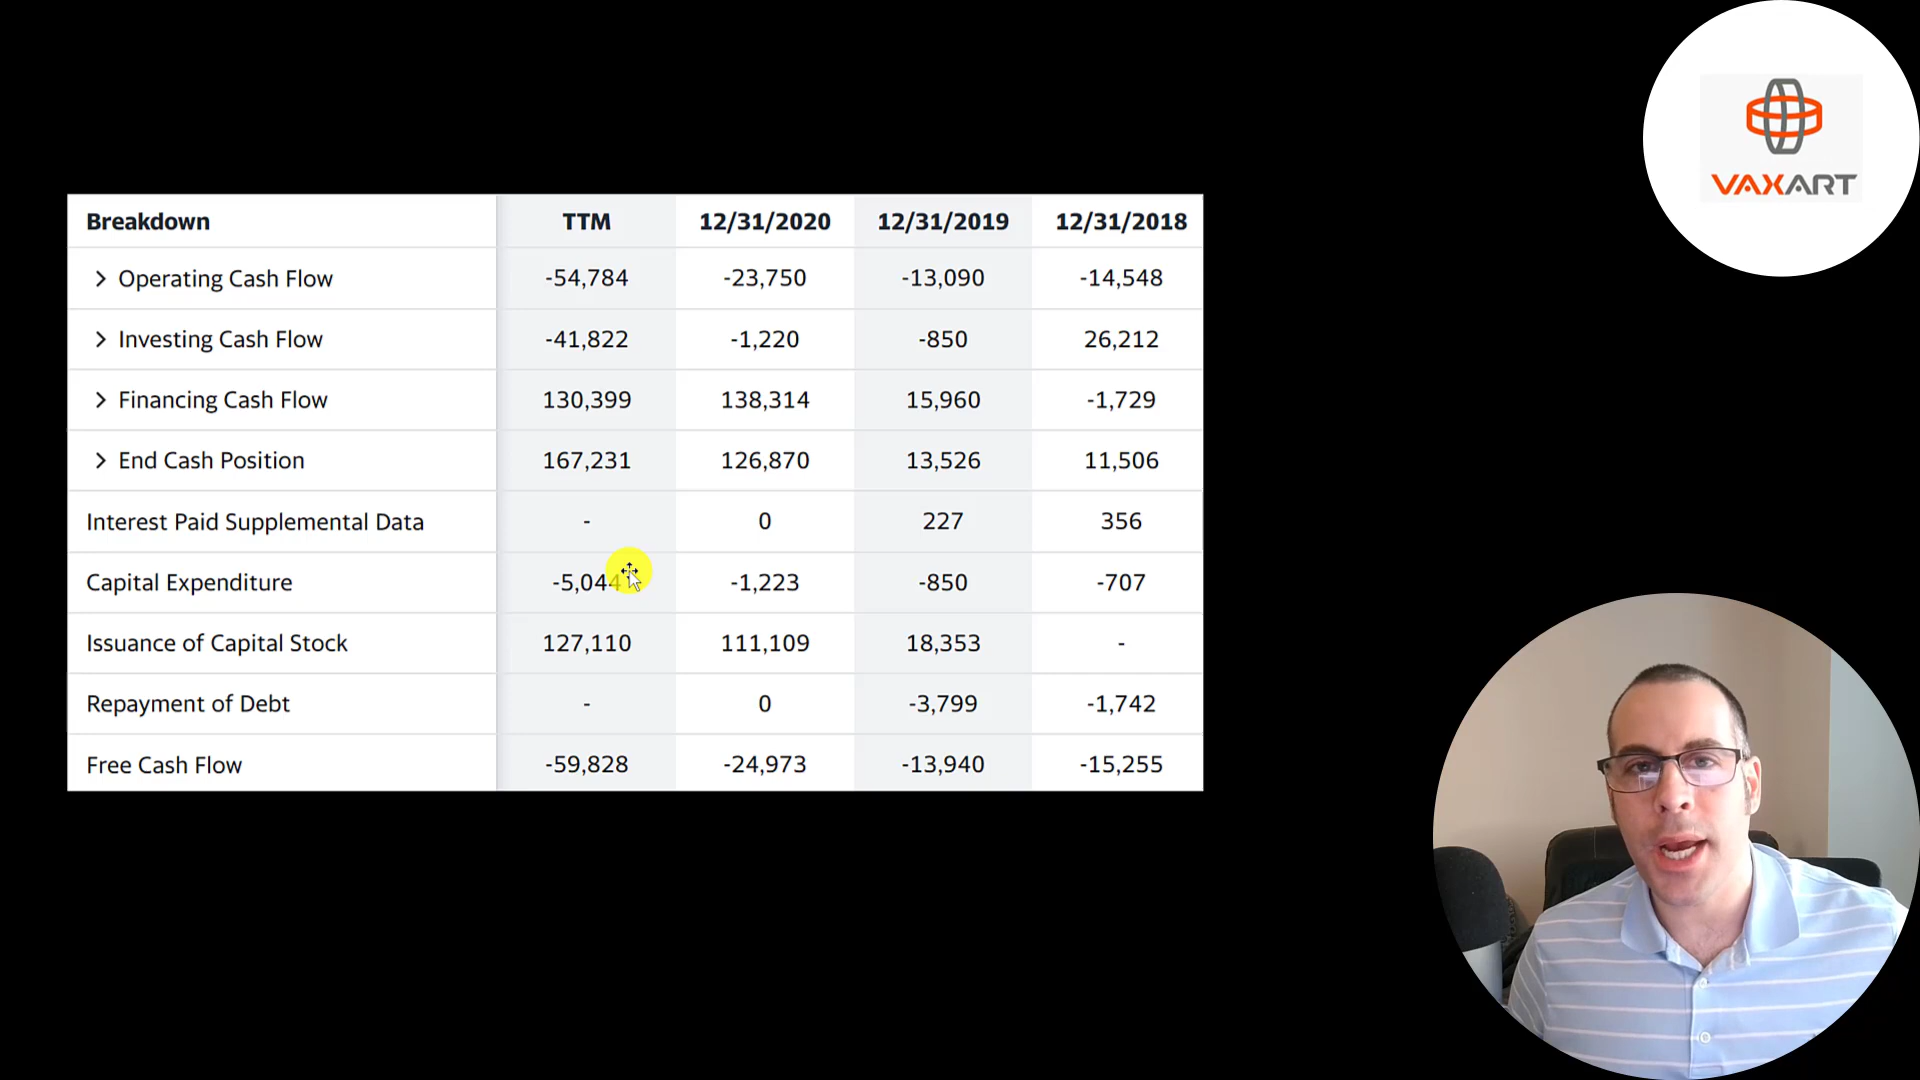 VAXART
Breakdown TTM 12/31/2020 12/31/2019 12/31/2018
Operating Cash Flow -54,784 -23,750 -13,090 -14,548
Investing Cash Flow -41,822 -1,220 -850 26,212
Financing Cash Flow 130,399 138,314 15,960 -1,729
End Cash Position 167,231 126,870 13,526 11,506
Interest Paid Supplemental Data - 0 227 356
Capital Expenditure -5,044 -1,223 -850 -707
Issuance of Capital Stock 127,110 111,109 18,353 -
Repayment of Debt - 0 -3,799 -1,742
Free Cash Flow -59,828 -24,973 -13,940 -15,255